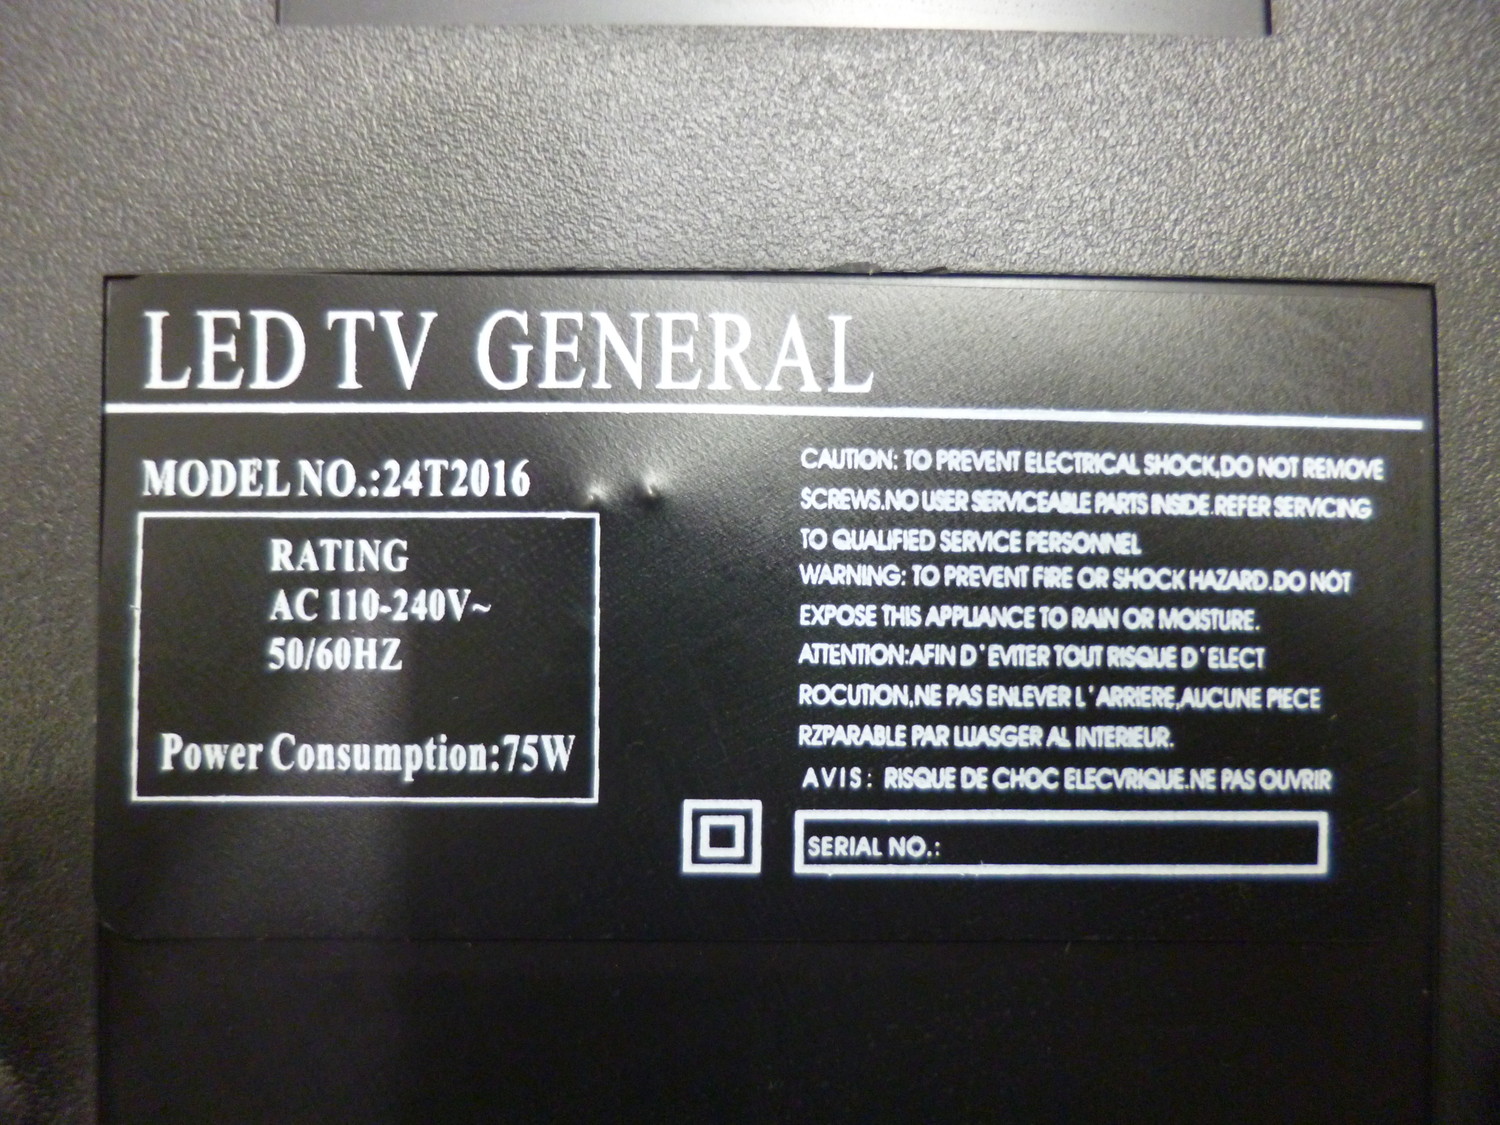 LED TV GENERAL
MODEL NO.:24T2016
RATING
AC 110-240V~
50/60HZ
Power Consumption:75W
CAUTION: TO PREVENT ELECTRICAL SHOCK,DO NOT REMOVE
SCREWS.NO USER SERVICEABLE PARTS INSIDE.REFER SERVICING
TO QUALIFIED SERVICE PERSONNEL
WARNING: TO PREVENT FIRE OR SHOCK HAZARD.DO NOT
EXPOSE THIS APPLIANCE TO RAIN OR MOISTURE.
ATTENTION:AFIN D'EVITER TOUT RISQUE D'ELECT
ROCUTION,NE PAS ENLEVER L'ARRIERE,AUCUNE PIECE
RZPARABLE PAR LUASGER AL INTERIEUR.
AVIS: RISQUE DE CHOC ELECVRIQUE.NE PAS OUVRIR
SERIAL NO.: